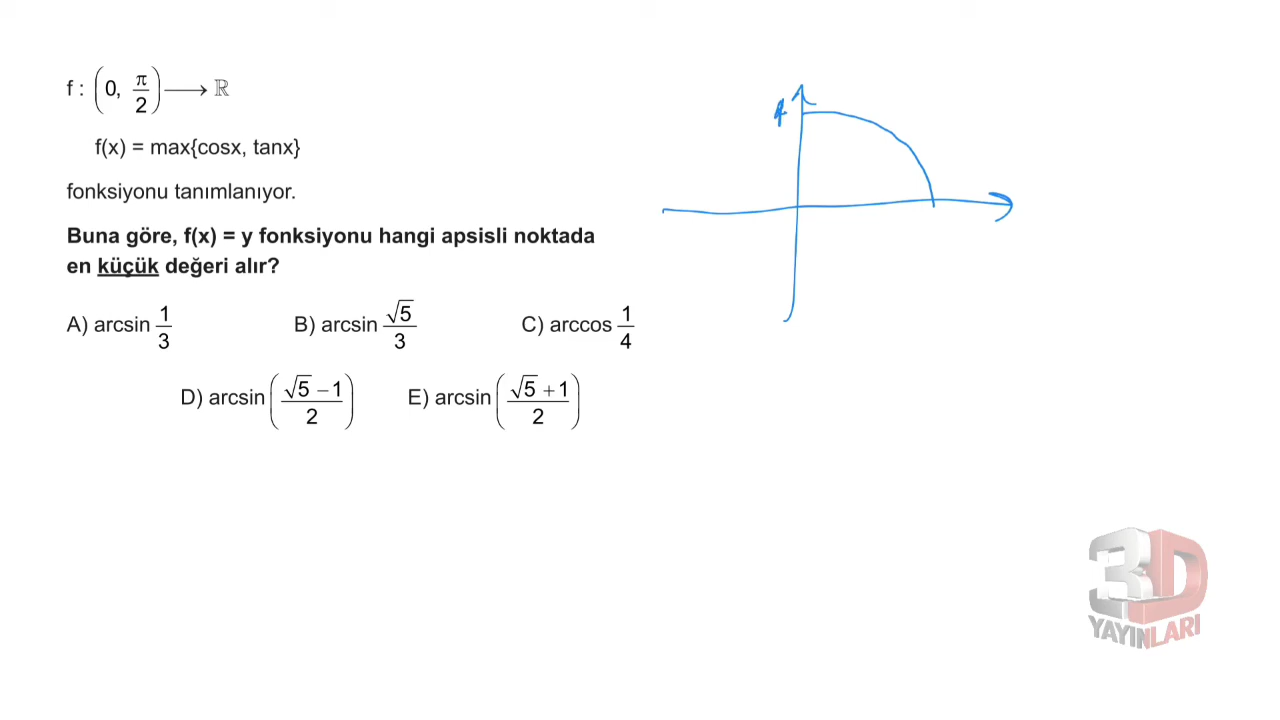 f : (0, π/2) ⟶ ℝ
f(x) = max{cosx, tanx}
fonksiyonu tanımlanıyor.
Buna göre, f(x) = y fonksiyonu hangi apsisli noktada
en küçük değeri alır?
A) arcsin 1/3 B) arcsin √5/3 C) arccos 1/4
D) arcsin((√5 − 1)/2) E) arcsin((√5 + 1)/2)
3D
YAYINLARI